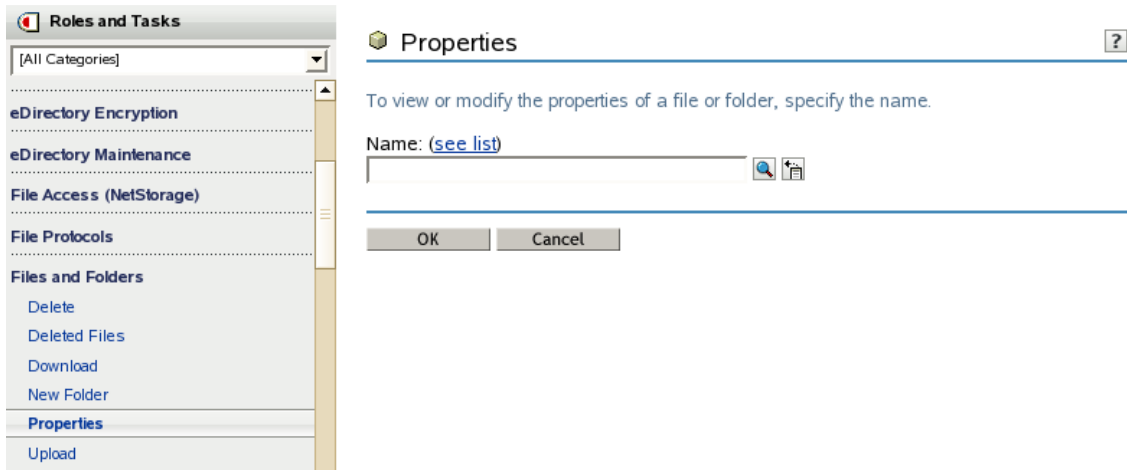 Roles and Tasks
[All Categories]
eDirectory Encryption
eDirectory Maintenance
File Access (NetStorage)
File Protocols
Files and Folders
Delete
Deleted Files
Download
New Folder
Properties
Upload
Properties
?
To view or modify the properties of a file or folder, specify the name.
Name: (see list)
OK Cancel